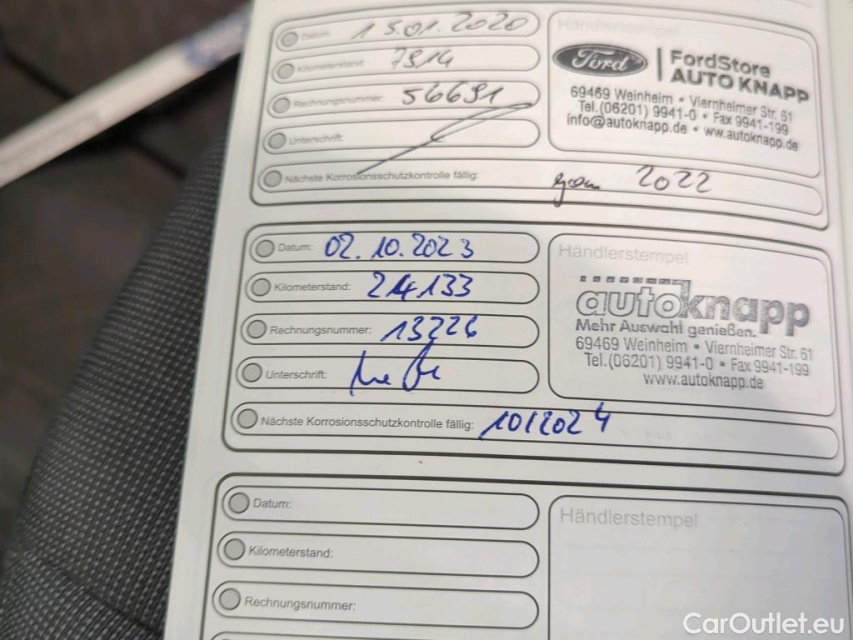 Datum: 15.01.2020
Kilometerstand: 7914
Rechnungsnummer: 56691
Unterschrift:
Nächste Korrosionsschutzkontrolle fällig: 2022
Händlerstempel
Ford FordStore
AUTO KNAPP
69469 Weinheim • Viernheimer Str. 61
Tel.(06201) 9941-0 • Fax 9941-199
info@autoknapp.de • www.autoknapp.de
Datum: 02.10.2023
Kilometerstand: 24133
Rechnungsnummer: 13226
Unterschrift:
Nächste Korrosionsschutzkontrolle fällig: 10/2024
Händlerstempel
autoknapp
Mehr Auswahl genießen.
69469 Weinheim • Viernheimer Str. 61
Tel.(06201) 9941-0 • Fax 9941-199
www.autoknapp.de
Datum:
Kilometerstand:
Rechnungsnummer:
Händlerstempel
CarOutlet.eu